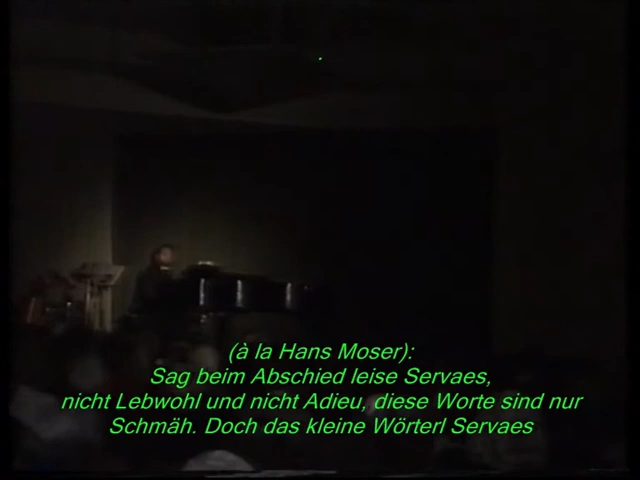 (à la Hans Moser):
Sag beim Abschied leise Servaes,
nicht Lebwohl und nicht Adieu, diese Worte sind nur
Schmäh. Doch das kleine Wörterl Servaes